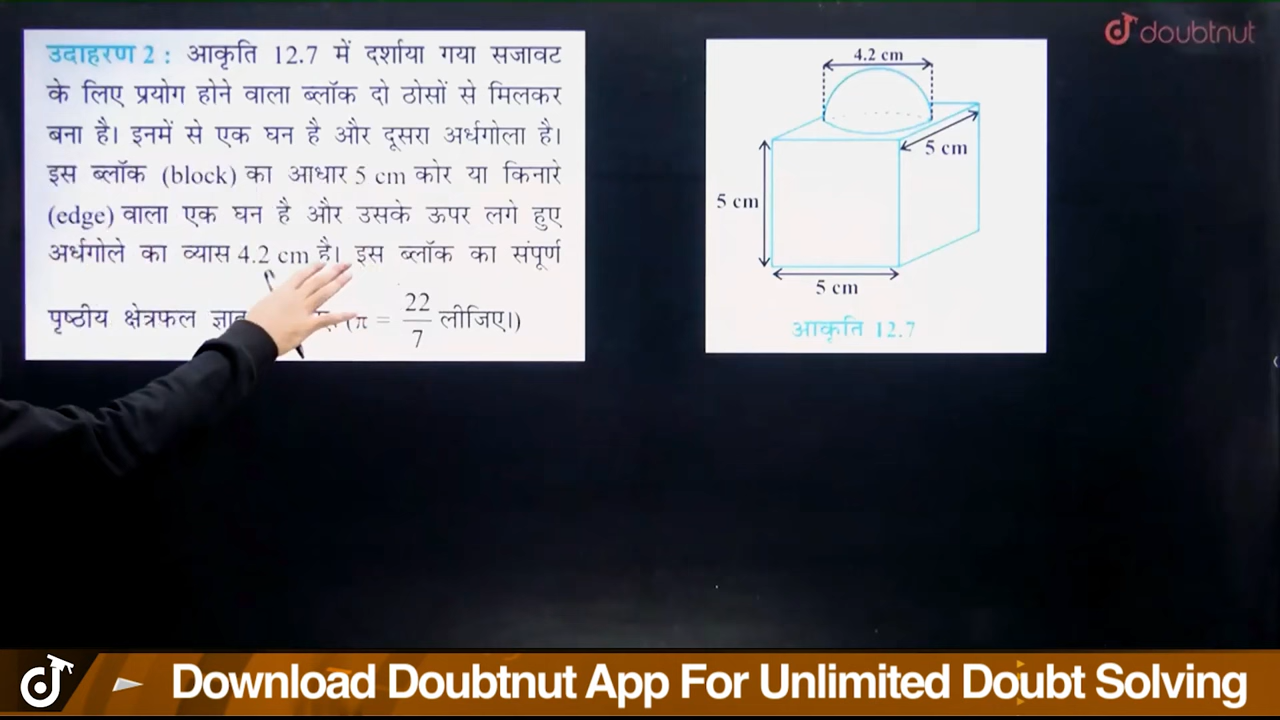 उदाहरण 2 : आकृति 12.7 में दर्शाया गया सजावट
के लिए प्रयोग होने वाला ब्लॉक दो ठोसों से मिलकर
बना है। इनमें से एक घन है और दूसरा अर्धगोला है।
इस ब्लॉक (block) का आधार 5 cm कोर या किनारे
(edge) वाला एक घन है और उसके ऊपर लगे हुए
अर्धगोले का व्यास 4.2 cm है। इस ब्लॉक का संपूर्ण
पृष्ठीय क्षेत्रफल (π = 22/7 लीजिए।)
4.2 cm
5 cm
5 cm
5 cm
आकृति 12.7
doubtnut
Download Doubtnut App For Unlimited Doubt Solving